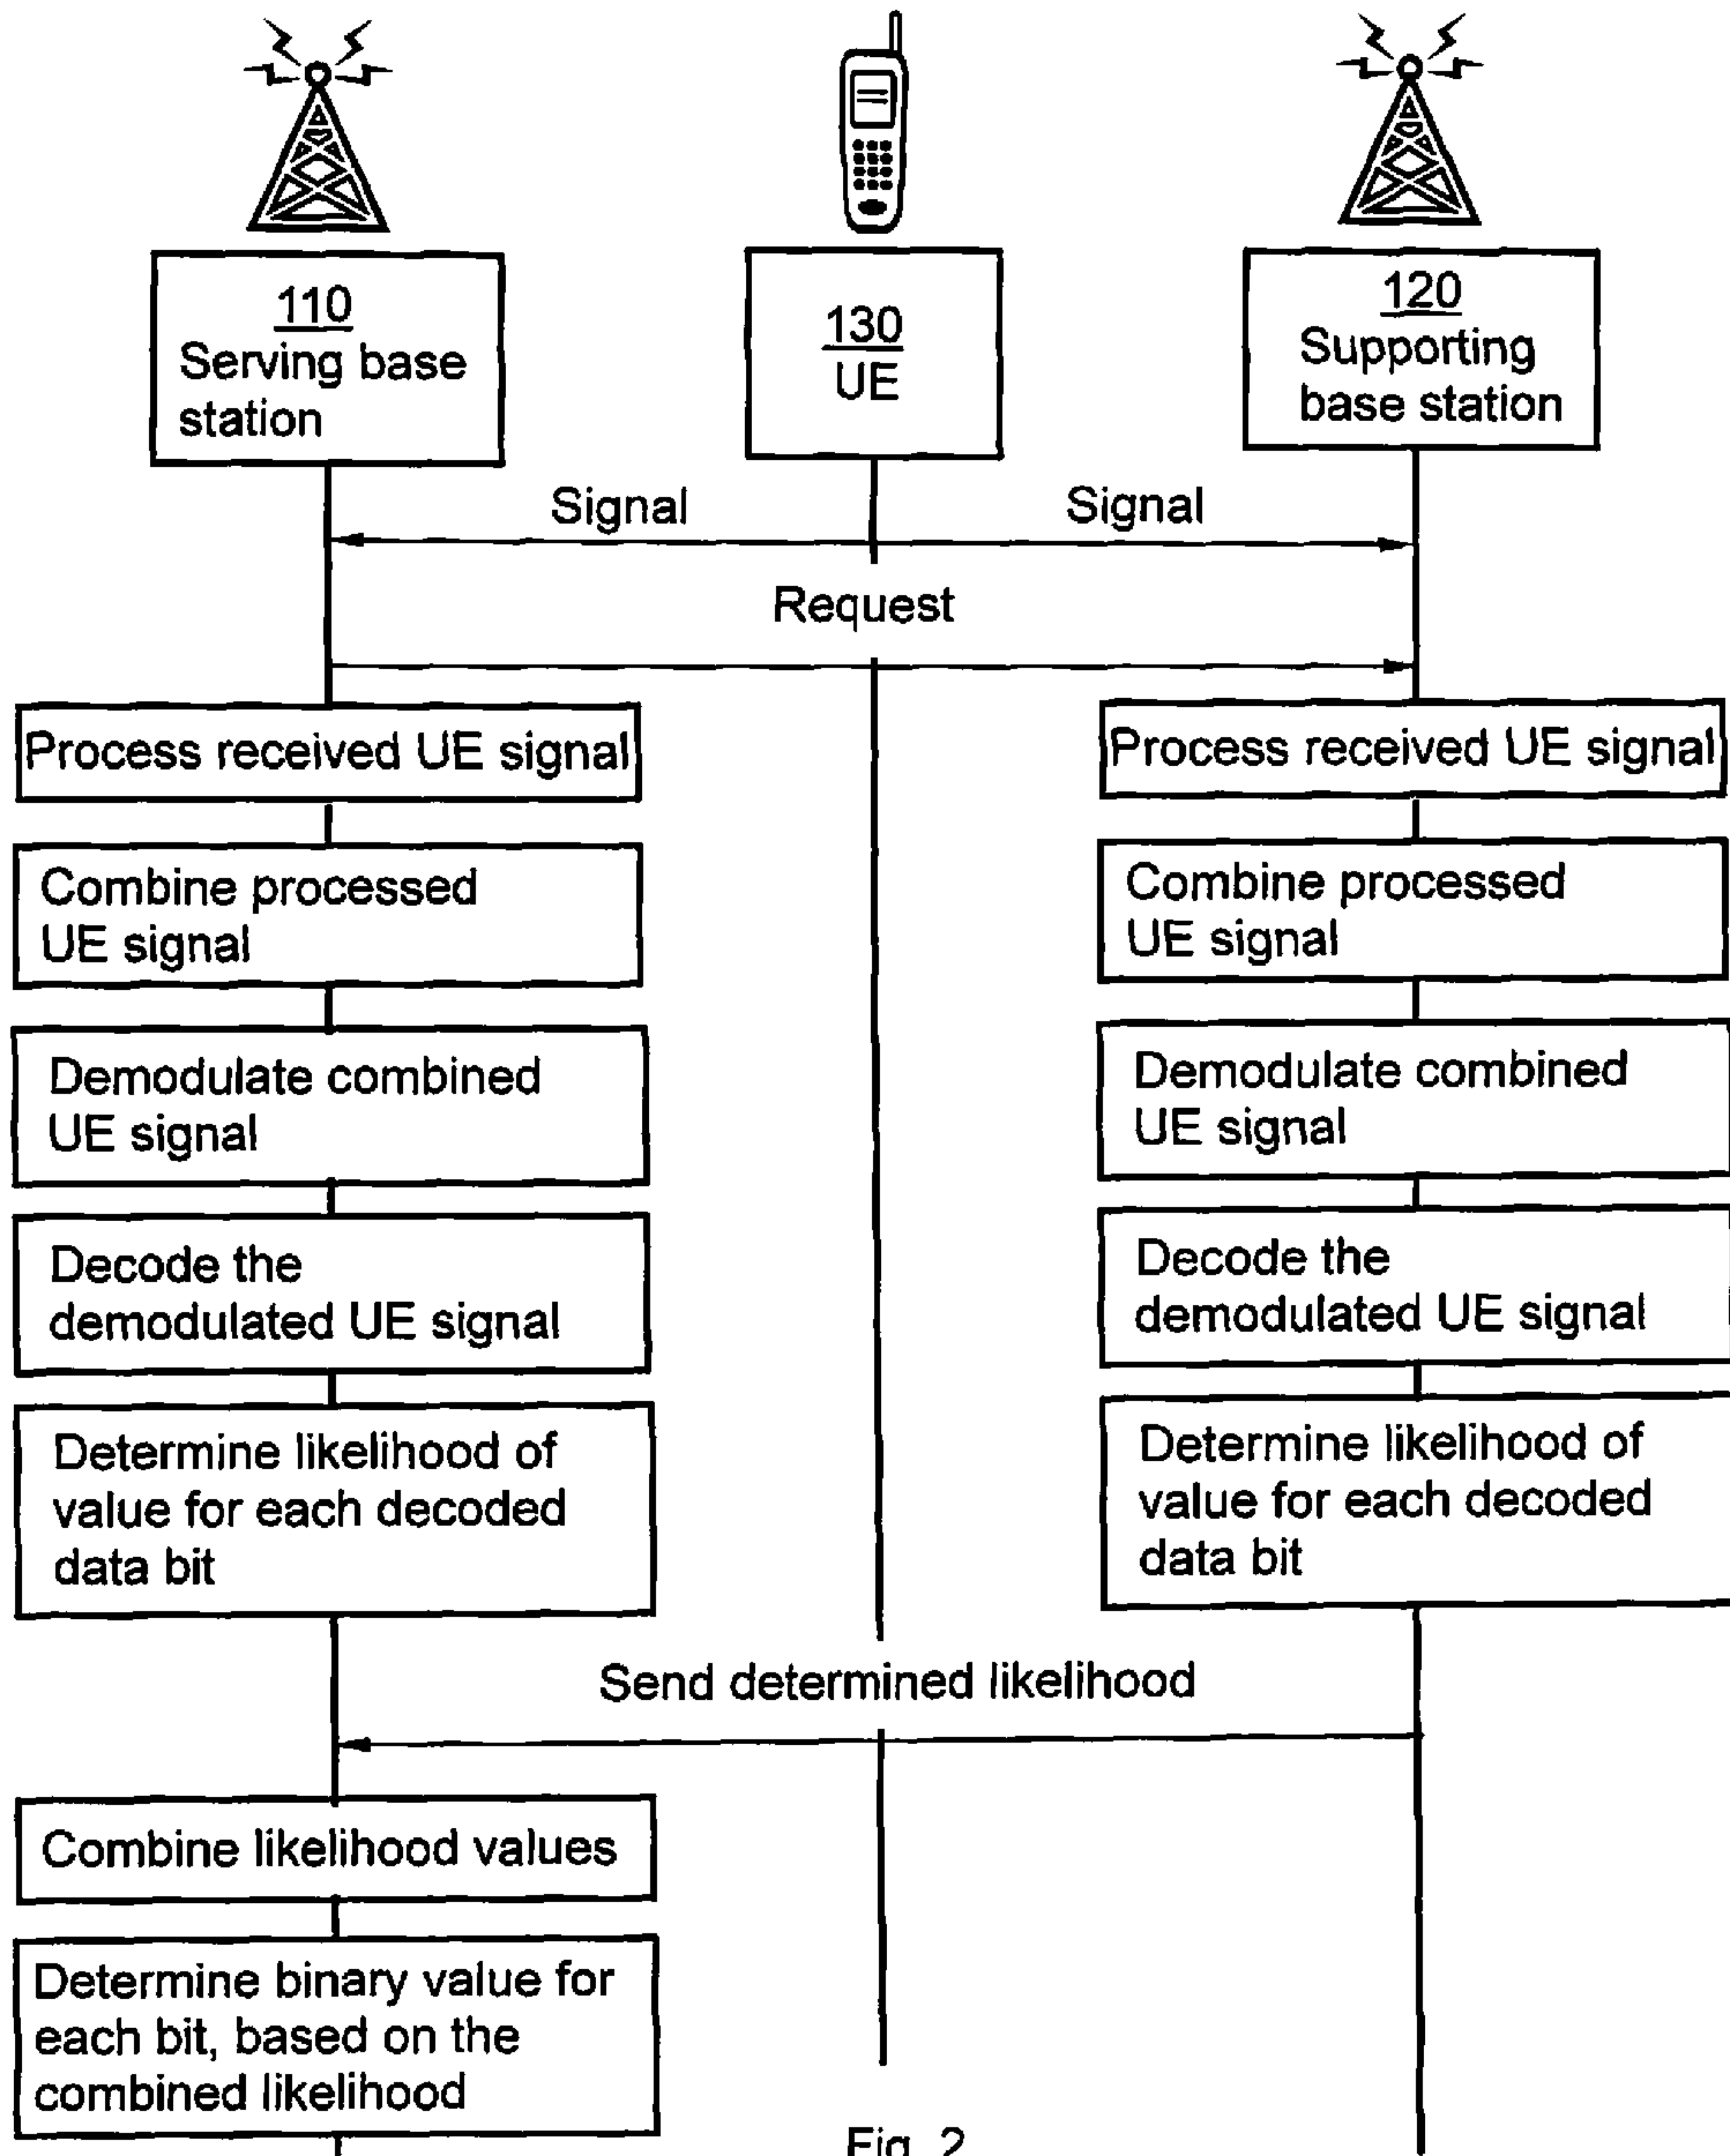 110
Serving base
station
130
UE
120
Supporting
base station
Signal
Signal
Request
Process received UE signal
Process received UE signal
Combine processed
UE signal
Combine processed
UE signal
Demodulate combined
UE signal
Demodulate combined
UE signal
Decode the
demodulated UE signal
Decode the
demodulated UE signal
Determine likelihood of
value for each decoded
data bit
Determine likelihood of
value for each decoded
data bit
Send determined likelihood
Combine likelihood values
Determine binary value for
each bit, based on the
combined likelihood
Fig. 2